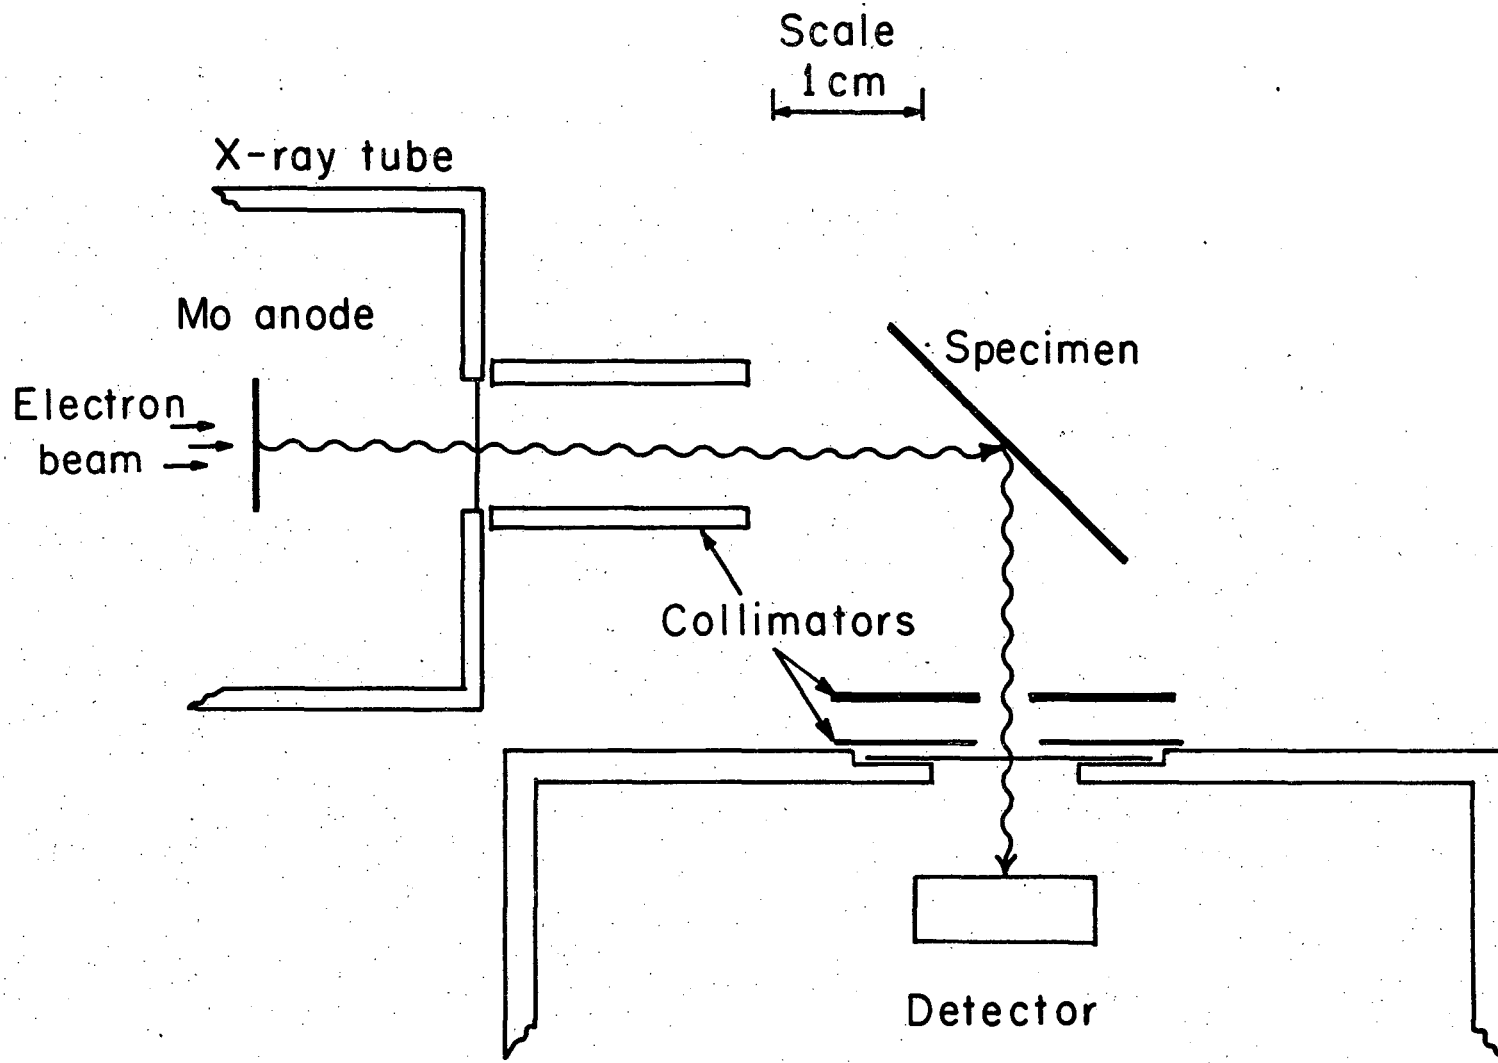 Scale
1 cm
X-ray tube
Mo anode
Electron
beam
Specimen
Collimators
Detector